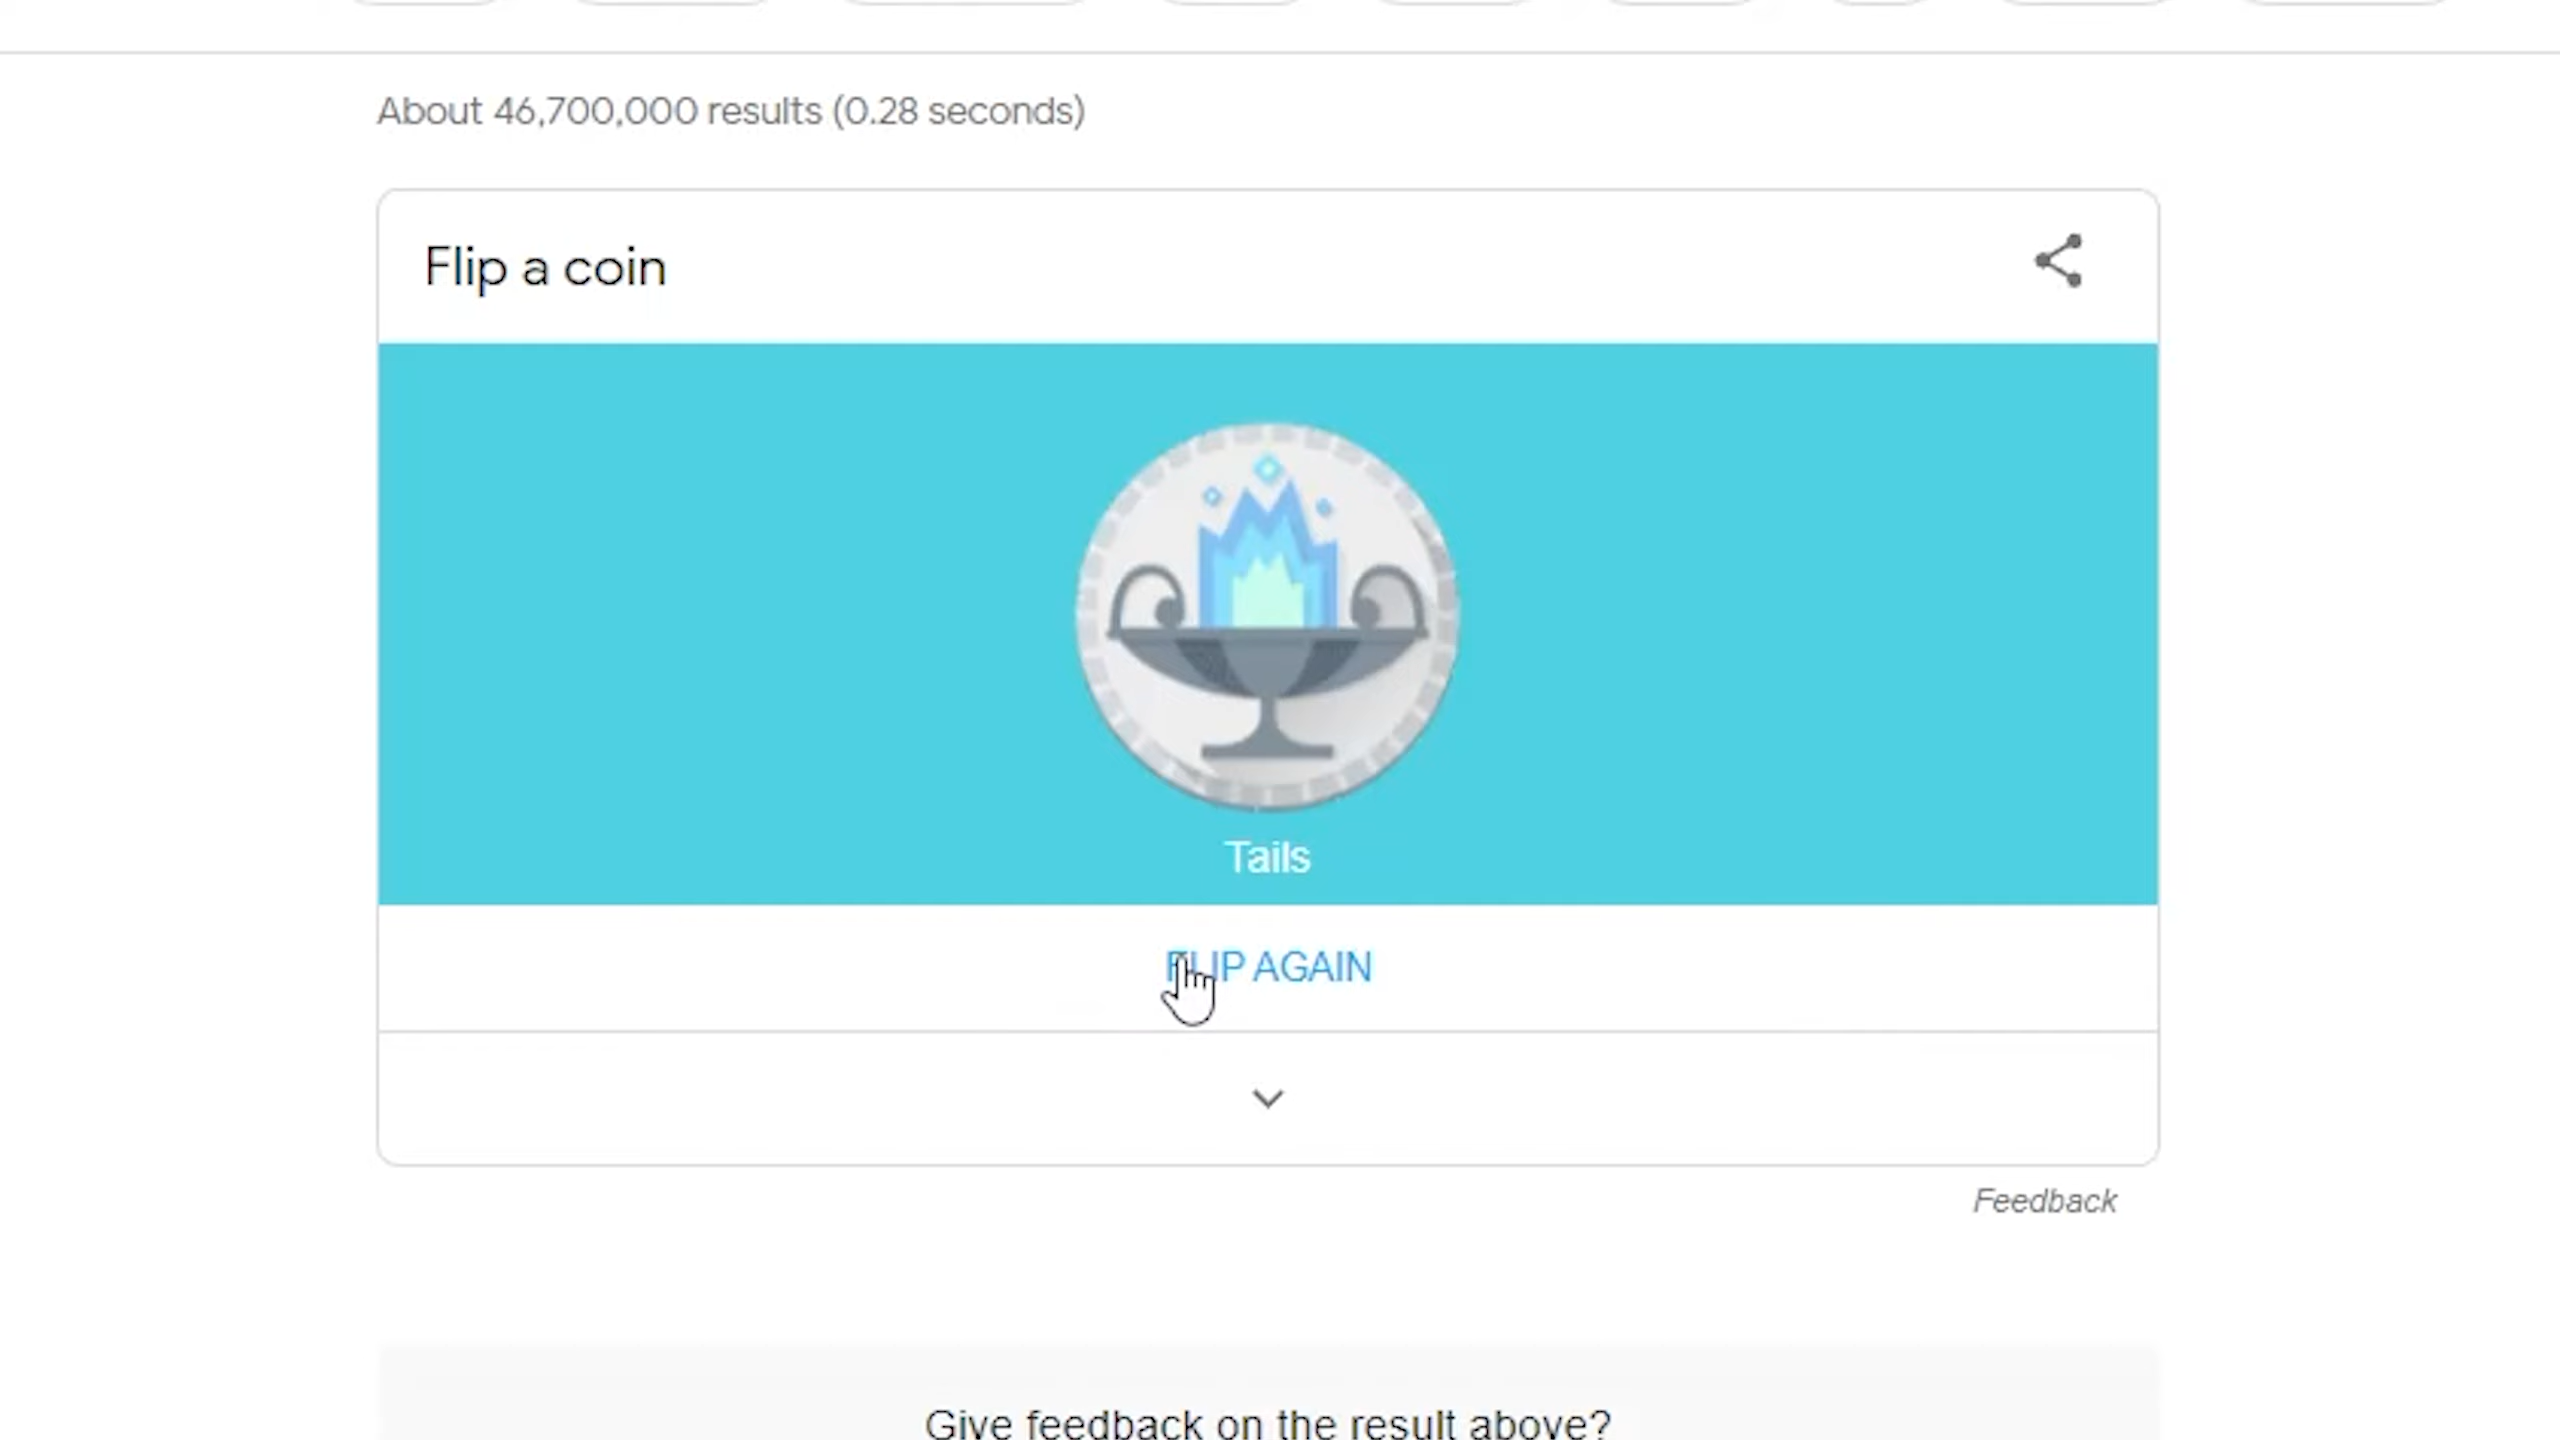 About 46,700,000 results (0.28 seconds)
Flip a coin
Tails
FLIP AGAIN
Feedback
Give feedback on the result above?